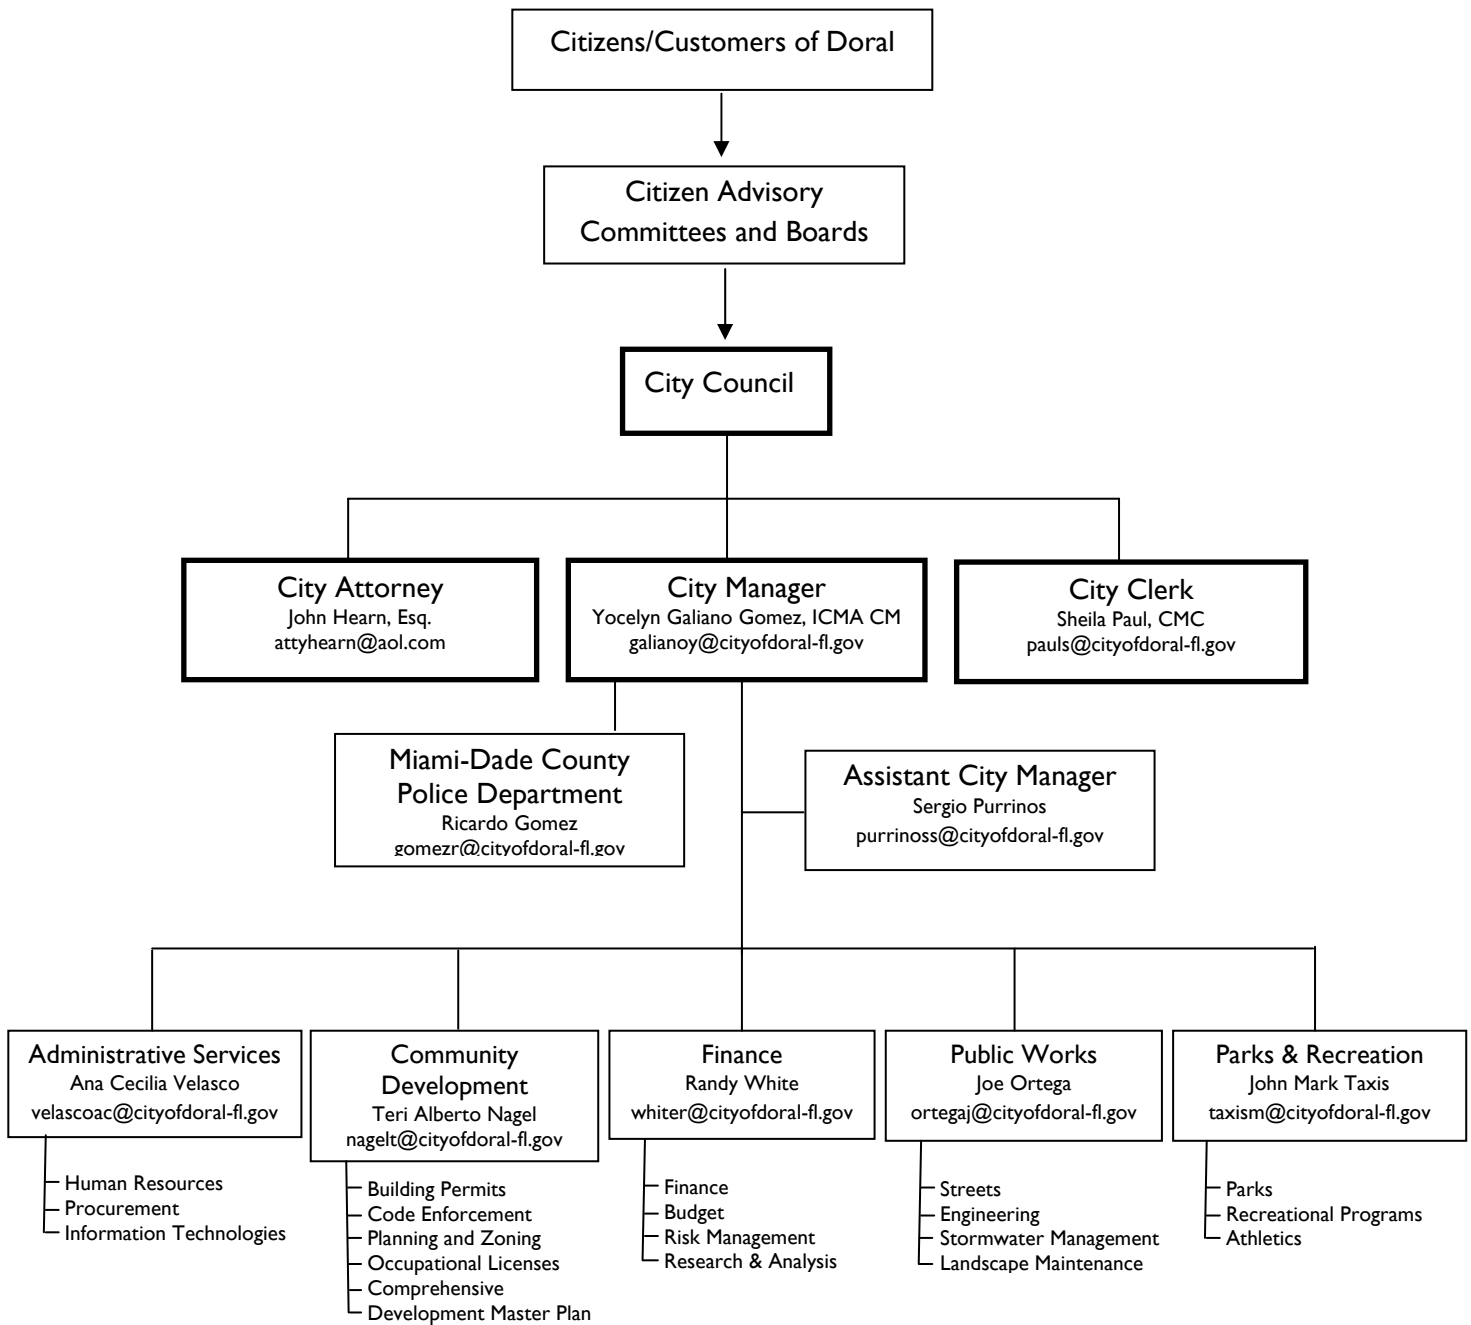 Citizens/Customers of Doral
Citizen Advisory
Committees and Boards
City Council
City Attorney
John Hearn, Esq.
attyhearn@aol.com
City Manager
Yocelyn Galiano Gomez, ICMA CM
galianoy@cityofdoral-fl.gov
City Clerk
Sheila Paul, CMC
pauls@cityofdoral-fl.gov
Miami-Dade County
Police Department
Ricardo Gomez
gomezr@cityofdoral-fl.gov
Assistant City Manager
Sergio Purrinos
purrinoss@cityofdoral-fl.gov
Administrative Services
Ana Cecilia Velasco
velascoac@cityofdoral-fl.gov
Human Resources
Procurement
Information Technologies
Community
Development
Teri Alberto Nagel
nagelt@cityofdoral-fl.gov
Building Permits
Code Enforcement
Planning and Zoning
Occupational Licenses
Comprehensive
Development Master Plan
Finance
Randy White
whiter@cityofdoral-fl.gov
Finance
Budget
Risk Management
Research & Analysis
Public Works
Joe Ortega
ortegaj@cityofdoral-fl.gov
Streets
Engineering
Stormwater Management
Landscape Maintenance
Parks & Recreation
John Mark Taxis
taxism@cityofdoral-fl.gov
Parks
Recreational Programs
Athletics